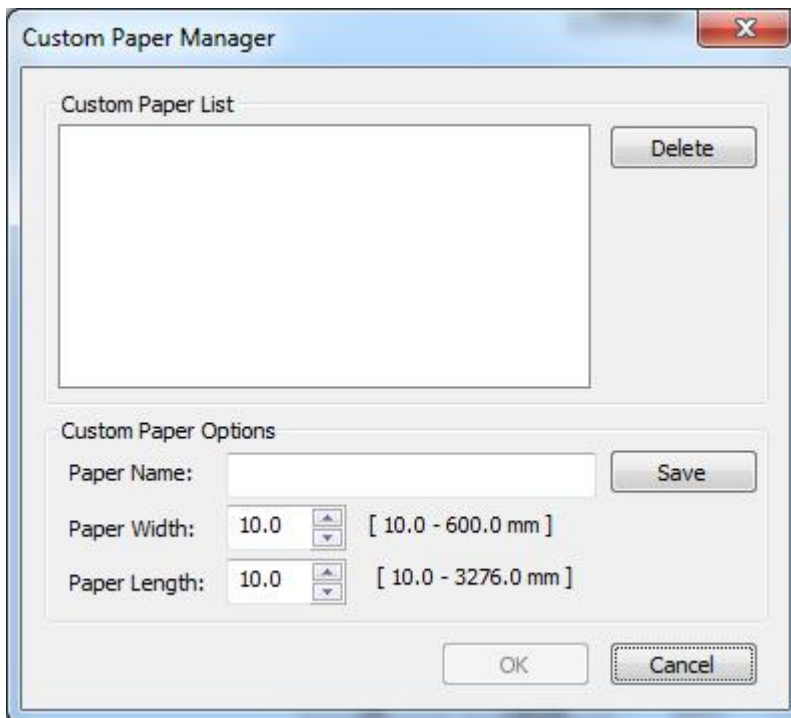 Custom Paper Manager
Custom Paper List
Delete
Custom Paper Options
Paper Name:
Save
Paper Width: 10.0 [ 10.0 - 600.0 mm ]
Paper Length: 10.0 [ 10.0 - 3276.0 mm ]
OK Cancel